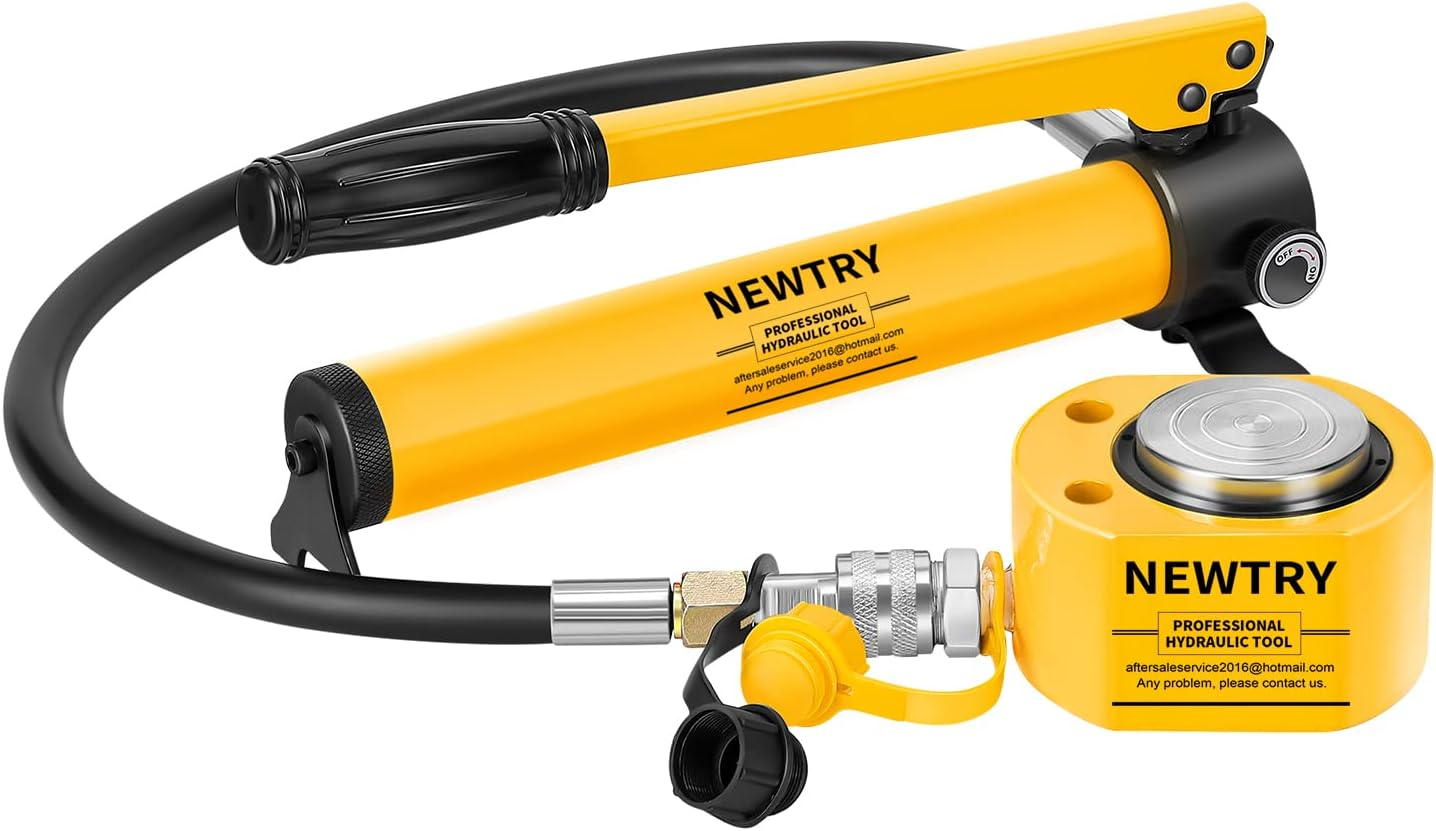 NEWTRY
PROFESSIONAL
HYDRAULIC TOOL
aftersaleservice2016@hotmail.com
Any problem, please contact us.
OFF
ON
NEWTRY
PROFESSIONAL
HYDRAULIC TOOL
aftersaleservice2016@hotmail.com
Any problem, please contact us.